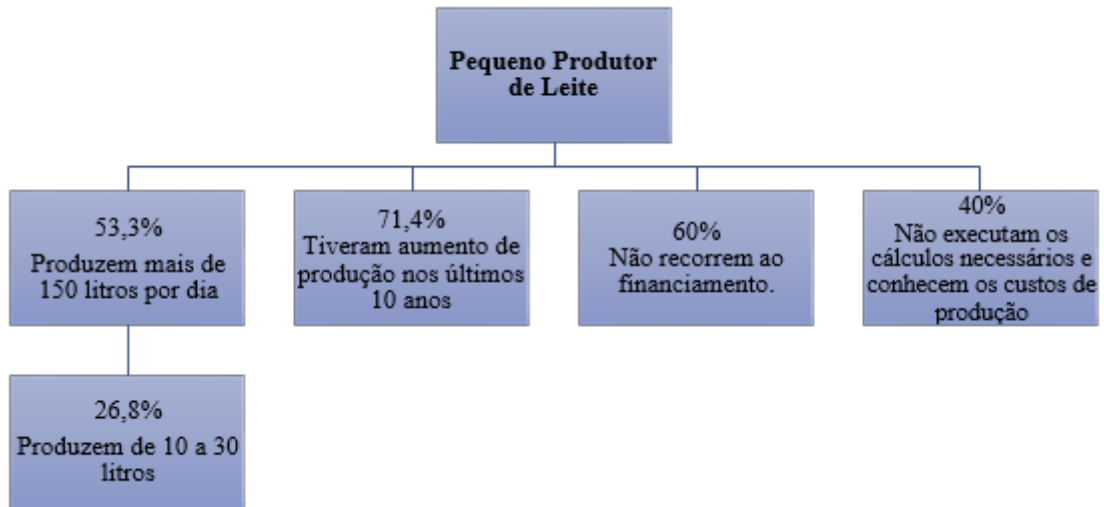 Pequeno Produtor
de Leite
53,3%
Produzem mais de
150 litros por dia
71,4%
Tiveram aumento de
produção nos últimos
10 anos
60%
Não recorrem ao
financiamento.
40%
Não executam os
cálculos necessários e
conhecem os custos de
produção
26,8%
Produzem de 10 a 30
litros